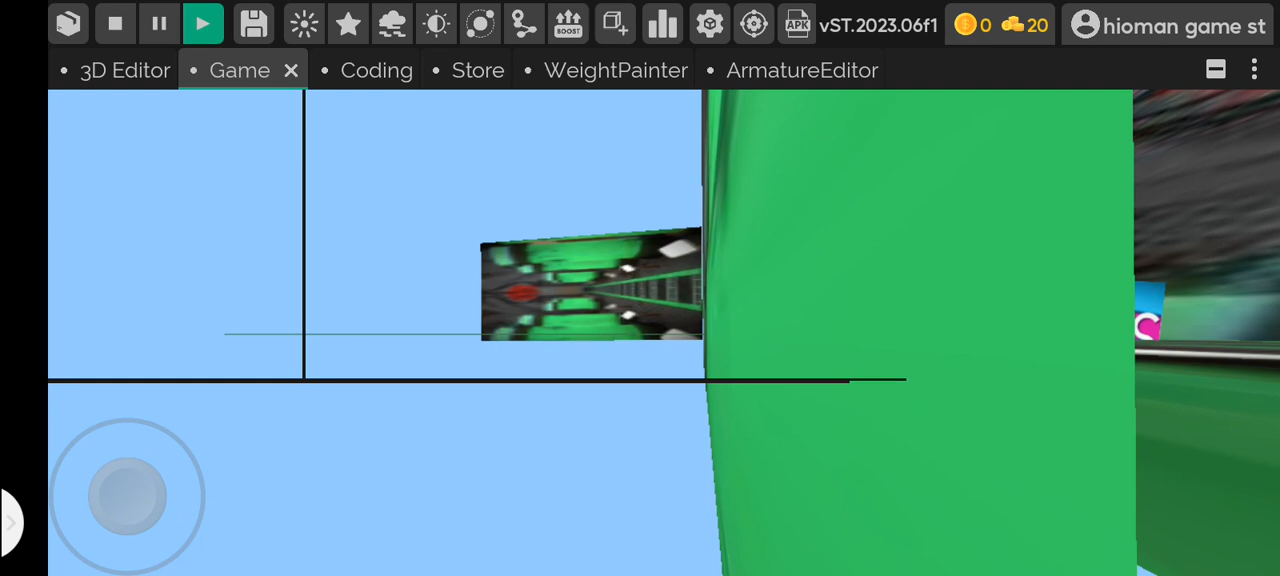 BOOST
APK
vST.2023.06f1
0
20
hioman game st
3D Editor
Game
Coding
Store
WeightPainter
ArmatureEditor
S